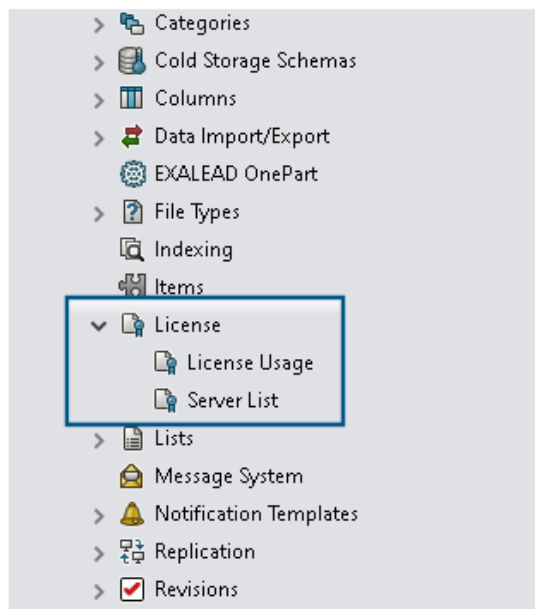 Categories
Cold Storage Schemas
Columns
Data Import/Export
EXALEAD OnePart
File Types
Indexing
Items
License
License Usage
Server List
Lists
Message System
Notification Templates
Replication
Revisions